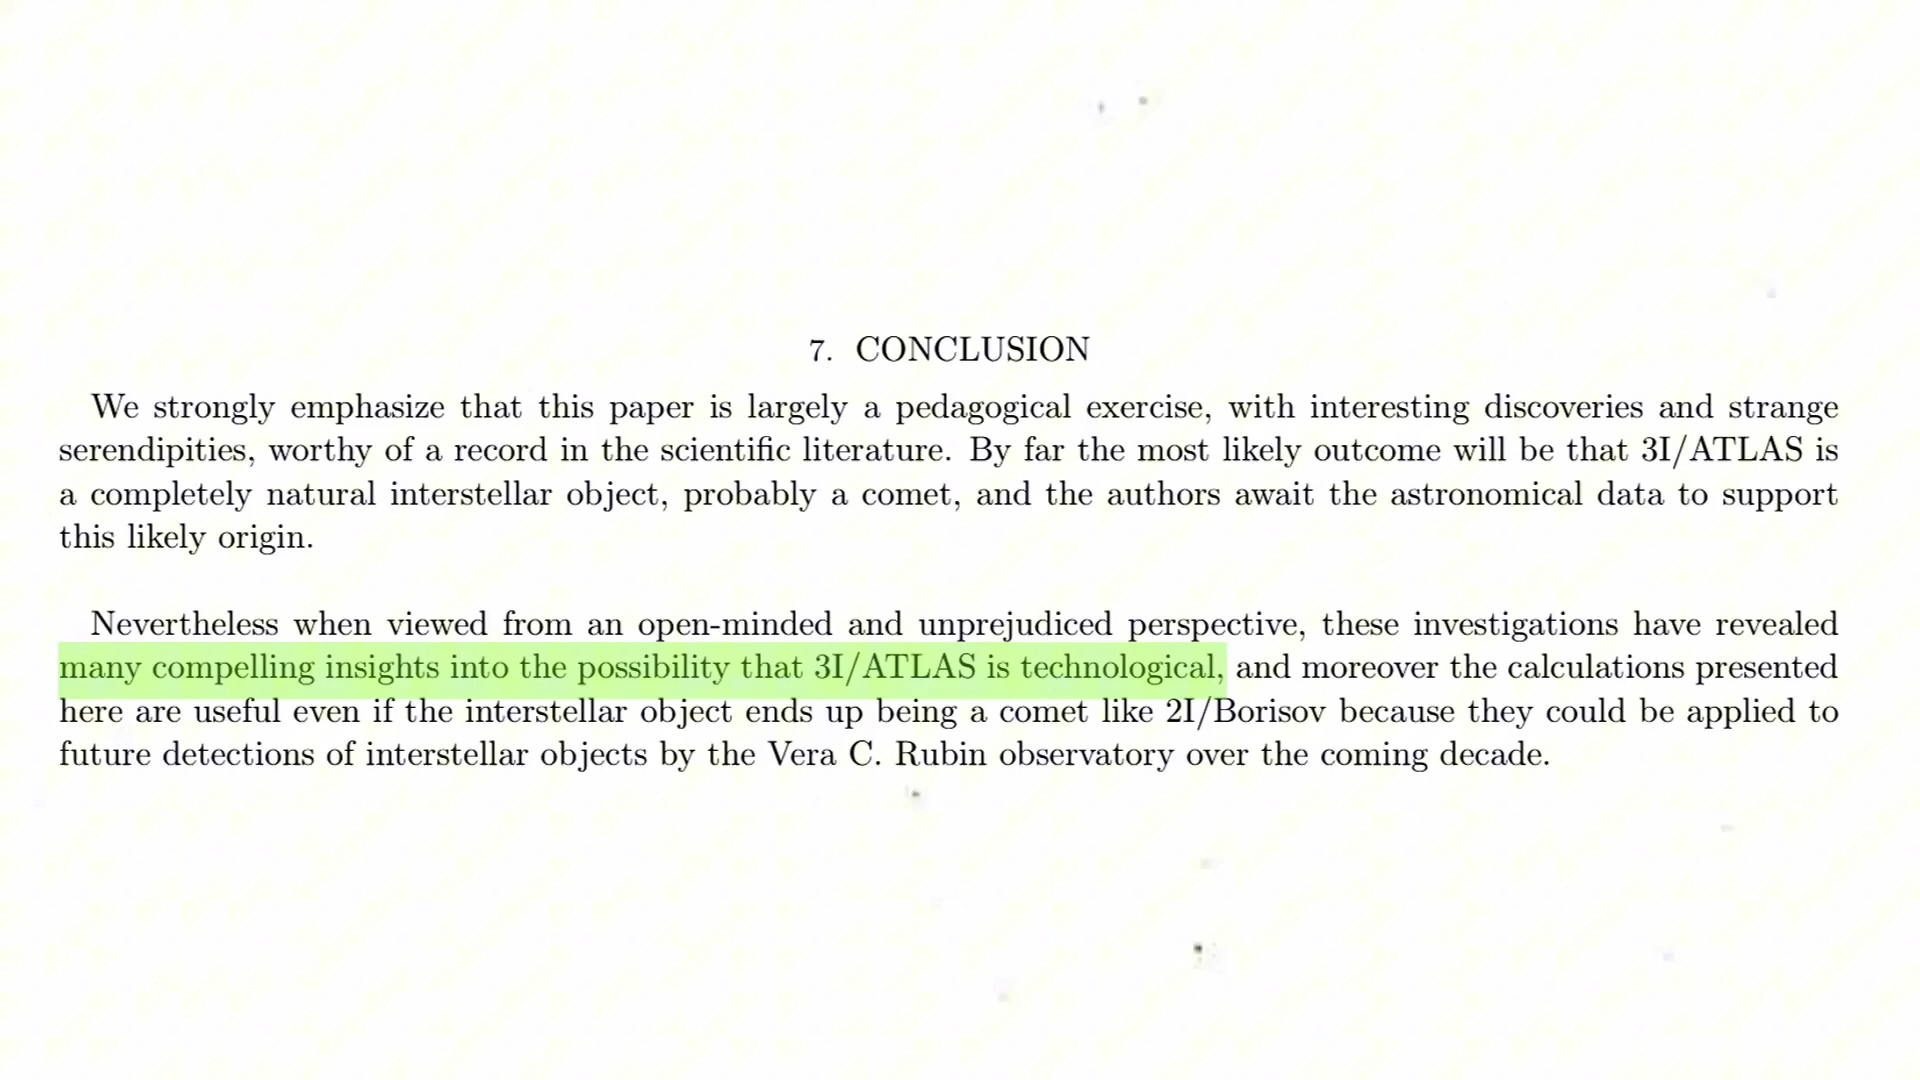 7. CONCLUSION
We strongly emphasize that this paper is largely a pedagogical exercise, with interesting discoveries and strange
serendipities, worthy of a record in the scientific literature. By far the most likely outcome will be that 3I/ATLAS is
a completely natural interstellar object, probably a comet, and the authors await the astronomical data to support
this likely origin.
Nevertheless when viewed from an open-minded and unprejudiced perspective, these investigations have revealed
many compelling insights into the possibility that 3I/ATLAS is technological, and moreover the calculations presented
here are useful even if the interstellar object ends up being a comet like 2I/Borisov because they could be applied to
future detections of interstellar objects by the Vera C. Rubin observatory over the coming decade.